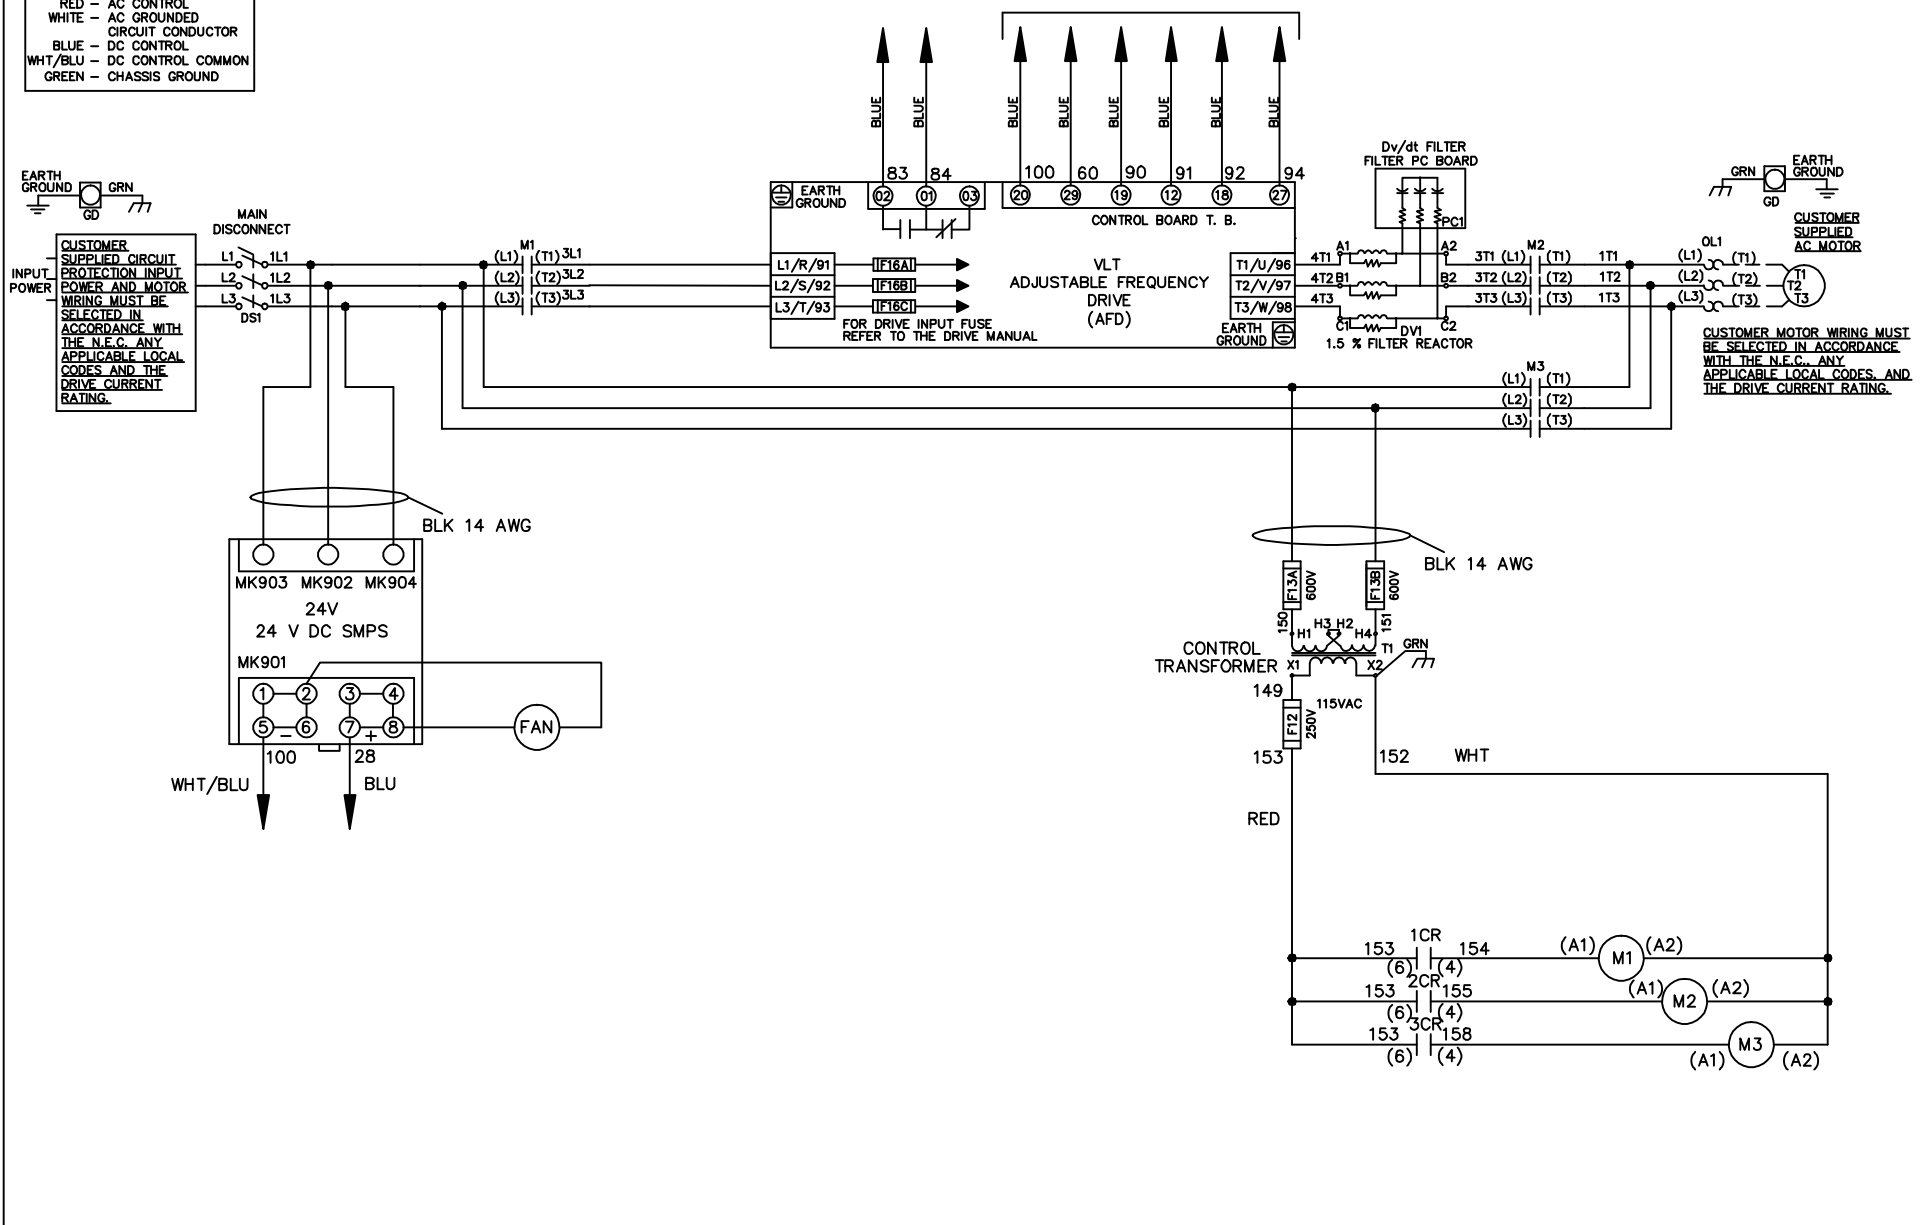 RED – AC CONTROL
WHITE – AC GROUNDED
CIRCUIT CONDUCTOR
BLUE – DC CONTROL
WHT/BLU – DC CONTROL COMMON
GREEN – CHASSIS GROUND
BLUE
BLUE
BLUE
BLUE
BLUE
BLUE
BLUE
BLUE
83
84
100
60
90
91
92
94
02
01
03
20
29
19
12
18
27
EARTH
GROUND
CONTROL BOARD T. B.
EARTH
GROUND
GRN
GD
MAIN
DISCONNECT
INPUT
POWER
CUSTOMER
SUPPLIED CIRCUIT
PROTECTION INPUT
POWER AND MOTOR
WIRING MUST BE
SELECTED IN
ACCORDANCE WITH
THE N.E.C. ANY
APPLICABLE LOCAL
CODES AND THE
DRIVE CURRENT
RATING.
L1 1L1
L2 1L2
L3 1L3
DS1
M1
(L1) (T1) 3L1
(L2) (T2) 3L2
(L3) (T3) 3L3
L1/R/91
L2/S/92
L3/T/93
F16A
F16B
F16C
FOR DRIVE INPUT FUSE
REFER TO THE DRIVE MANUAL
VLT
ADJUSTABLE FREQUENCY
DRIVE
(AFD)
T1/U/96
T2/V/97
T3/W/98
EARTH
GROUND
Dv/dt FILTER
FILTER PC BOARD
PC1
4T1 A1 A2
4T2 B1 B2
4T3
C1 C2
DV1
1.5 % FILTER REACTOR
M2
3T1 (L1) (T1) 1T1
3T2 (L2) (T2) 1T2
3T3 (L3) (T3) 1T3
OL1
(L1) (T1)
(L2) (T2)
(L3) (T3)
T1
T2
T3
GRN
EARTH
GROUND
GD
CUSTOMER
SUPPLIED
AC MOTOR
CUSTOMER MOTOR WIRING MUST
BE SELECTED IN ACCORDANCE
WITH THE N.E.C., ANY
APPLICABLE LOCAL CODES, AND
THE DRIVE CURRENT RATING.
M3
(L1) (T1)
(L2) (T2)
(L3) (T3)
BLK 14 AWG
MK903 MK902 MK904
24V
24 V DC SMPS
MK901
1 2 3 4
5 – 6 7 + 8
FAN
100 28
WHT/BLU BLU
BLK 14 AWG
F13A
600V
F13B
600V
150
151
H1 H3 H2 H4
T1
GRN
CONTROL
TRANSFORMER
X1 X2
149
115VAC
F12
250V
153
152 WHT
RED
1CR
153 154 (A1) M1 (A2)
(6) (4)
2CR
153 155 (A1) M2 (A2)
(6) (4)
3CR
153 158 M3
(6) (4) (A1) (A2)